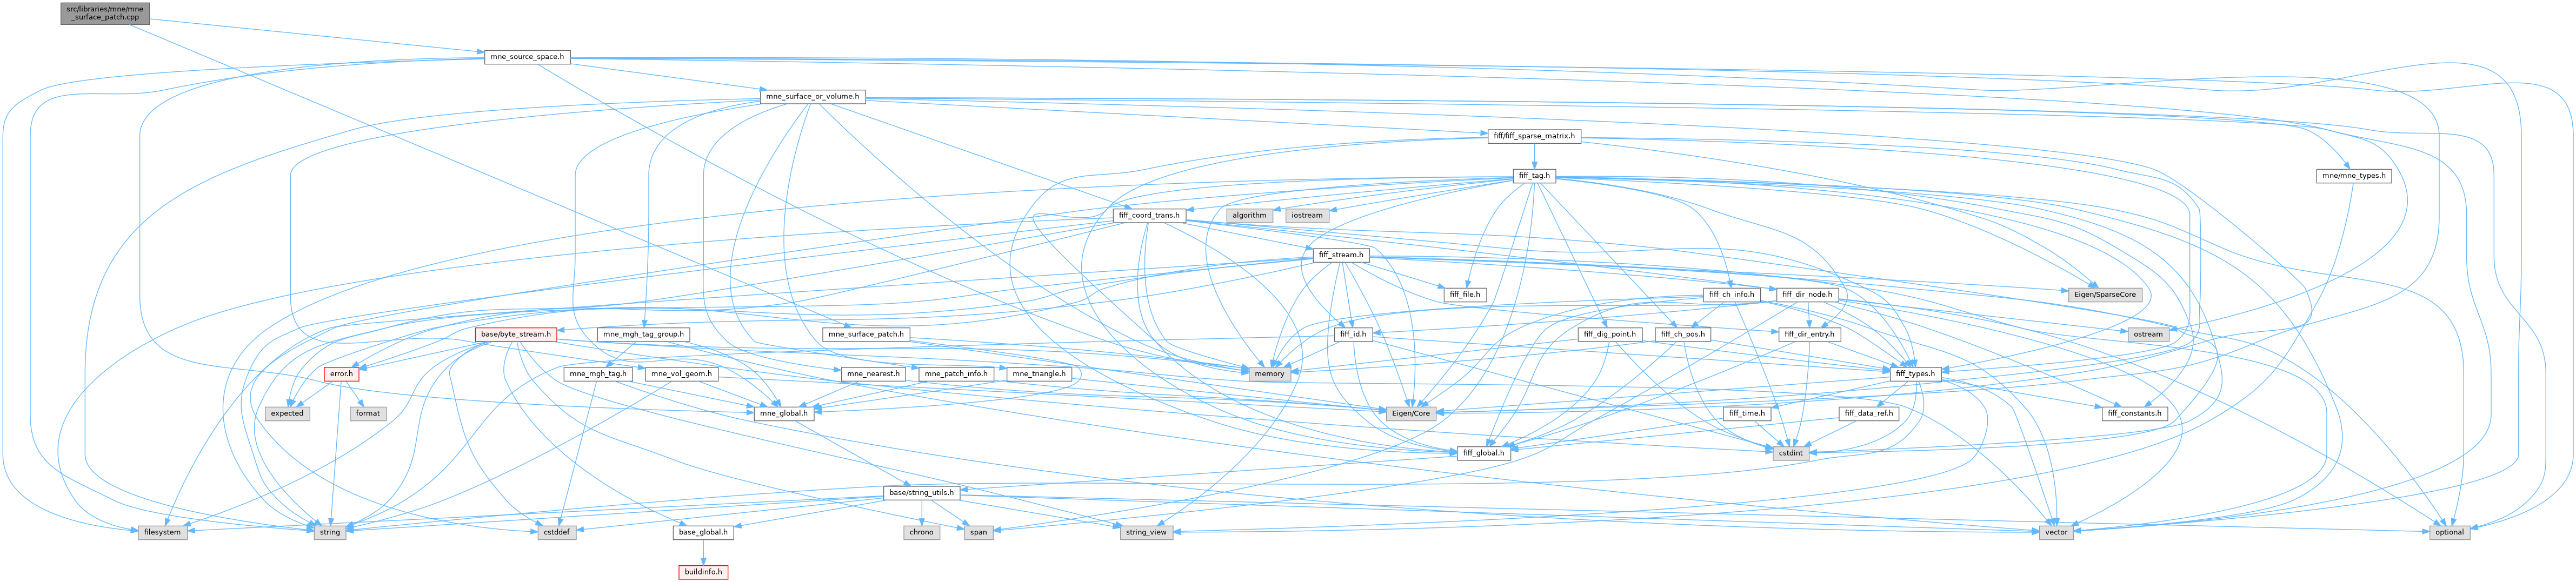 src/libraries/mne/mne
_surface_patch.cpp
mne_source_space.h
mne_surface_or_volume.h
fiff/fiff_sparse_matrix.h
fiff_tag.h
mne/mne_types.h
fiff_coord_trans.h
algorithm
iostream
fiff_stream.h
fiff_file.h
fiff_ch_info.h
fiff_dir_node.h
Eigen/SparseCore
base/byte_stream.h
mne_mgh_tag_group.h
mne_surface_patch.h
fiff_id.h
fiff_dig_point.h
fiff_ch_pos.h
fiff_dir_entry.h
ostream
error.h
mne_mgh_tag.h
mne_vol_geom.h
mne_nearest.h
mne_patch_info.h
mne_triangle.h
memory
fiff_types.h
expected
format
mne_global.h
Eigen/Core
fiff_time.h
fiff_data_ref.h
fiff_constants.h
fiff_global.h
cstdint
base/string_utils.h
filesystem
string
cstddef
base_global.h
chrono
span
string_view
vector
optional
buildinfo.h